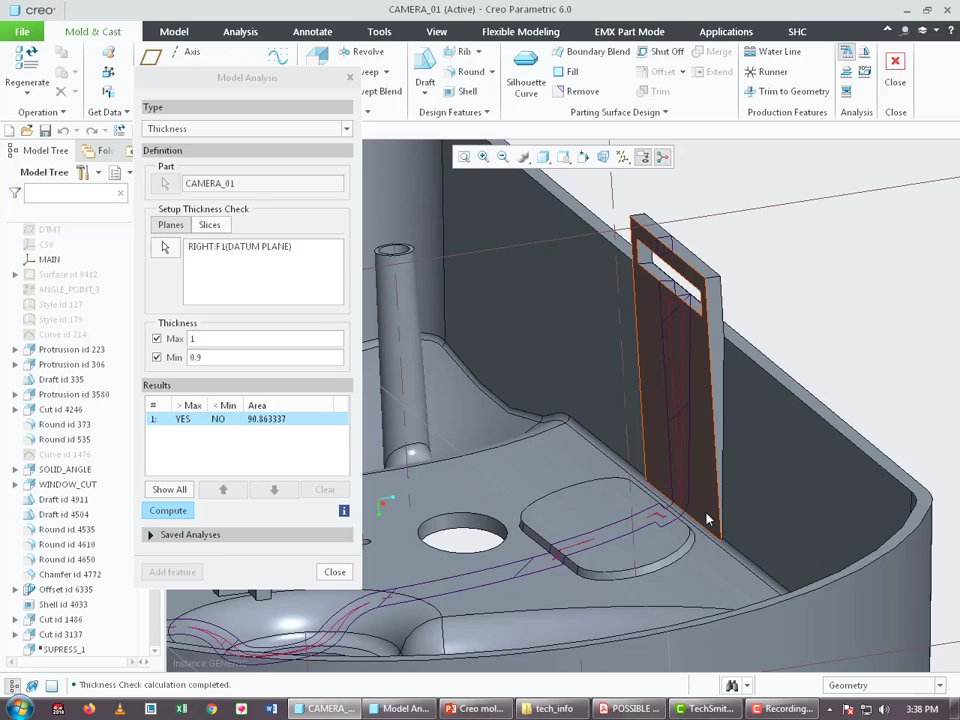 creo
CAMERA_01 (Active) - Creo Parametric 6.0
File
Mold & Cast
Model
Analysis
Annotate
Tools
View
Flexible Modeling
EMX Part Mode
Applications
SHC
Regenerate
Axis
Revolve
Draft
Rib
Round
Shell
Silhouette Curve
Boundary Blend
Shut Off
Merge
Fill
Offset
Extend
Remove
Trim
Water Line
Runner
Trim to Geometry
Close
Operation
Get Data
Design Features
Parting Surface Design
Production Features
Analysis
Close
Model Tree
Model Tree
DTM7
CS0
MAIN
Surface id 9412
ANGLE_POINT_3
Style id 127
Style id 179
Curve id 214
Protrusion id 223
Protrusion id 306
Draft id 335
Protrusion id 3580
Cut id 4246
Round id 373
Round id 535
Curve id 1476
SOLID_ANGLE
WINDOW_CUT
Draft id 4911
Draft id 4504
Round id 4535
Round id 4610
Round id 4650
Chamfer id 4772
Offset id 6335
Shell id 4033
Cut id 1486
Cut id 3137
*SUPRESS_1
Model Analysis
Type
Thickness
Definition
Part
CAMERA_01
Setup Thickness Check
Planes
Slices
RIGHT:F1(DATUM PLANE)
Thickness
Max 1
Min 0.9
Results
# > Max < Min Area
1: YES NO 90.863337
Show All
Clear
Compute
Saved Analyses
Add feature
Close
Instance:GENERIC
• Thickness Check calculation completed.
Geometry
CAMERA_...
Model An...
Creo mol...
tech_info
POSSIBLE ...
TechSmit...
Recording...
3:38 PM